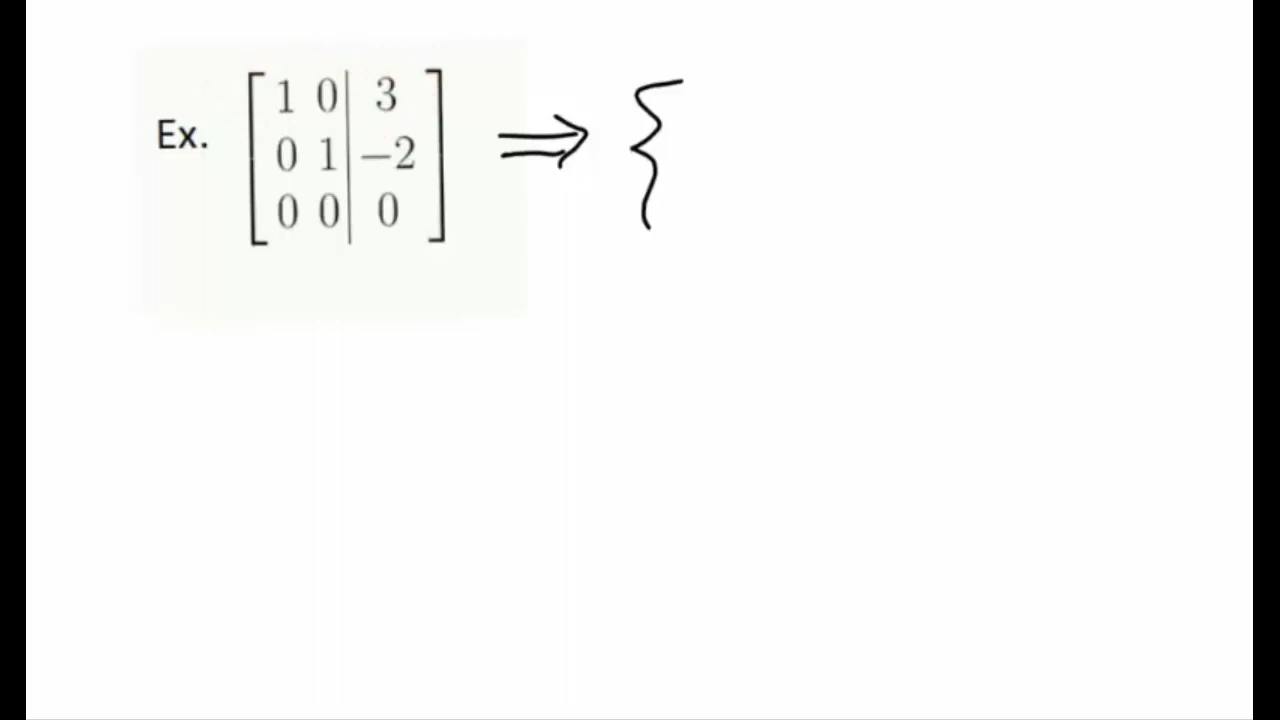 Ex. [1 0 | 3] ⇒ {
[0 1 | −2]
[0 0 | 0]